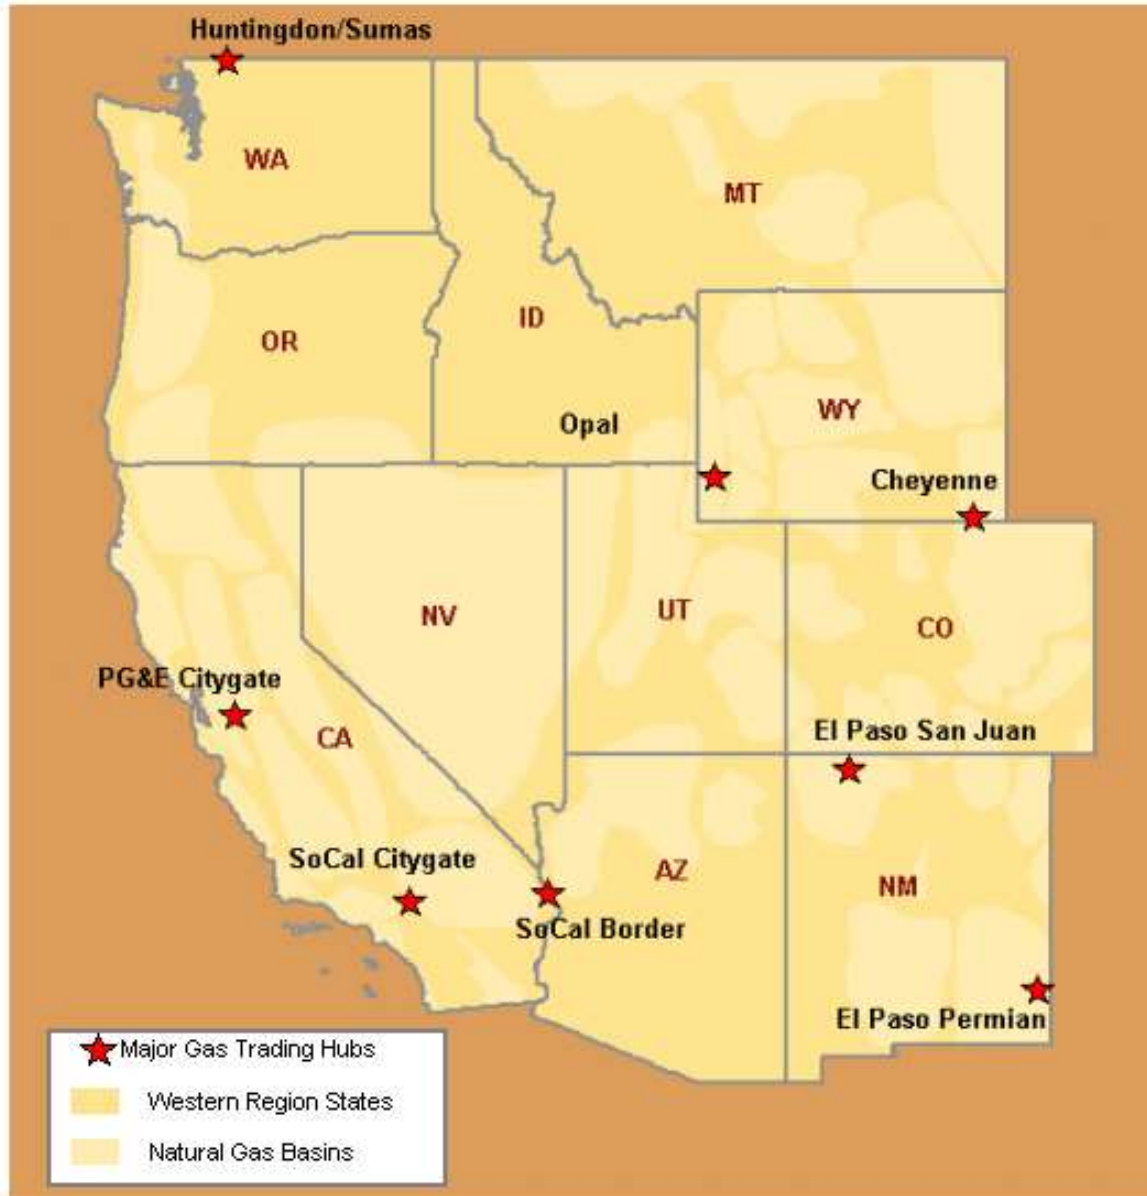 Huntingdon/Sumas
WA
MT
ID
OR
Opal
WY
Cheyenne
NV
UT
CO
PG&E Citygate
CA
El Paso San Juan
SoCal Citygate
AZ
NM
SoCal Border
El Paso Permian
Major Gas Trading Hubs
Western Region States
Natural Gas Basins